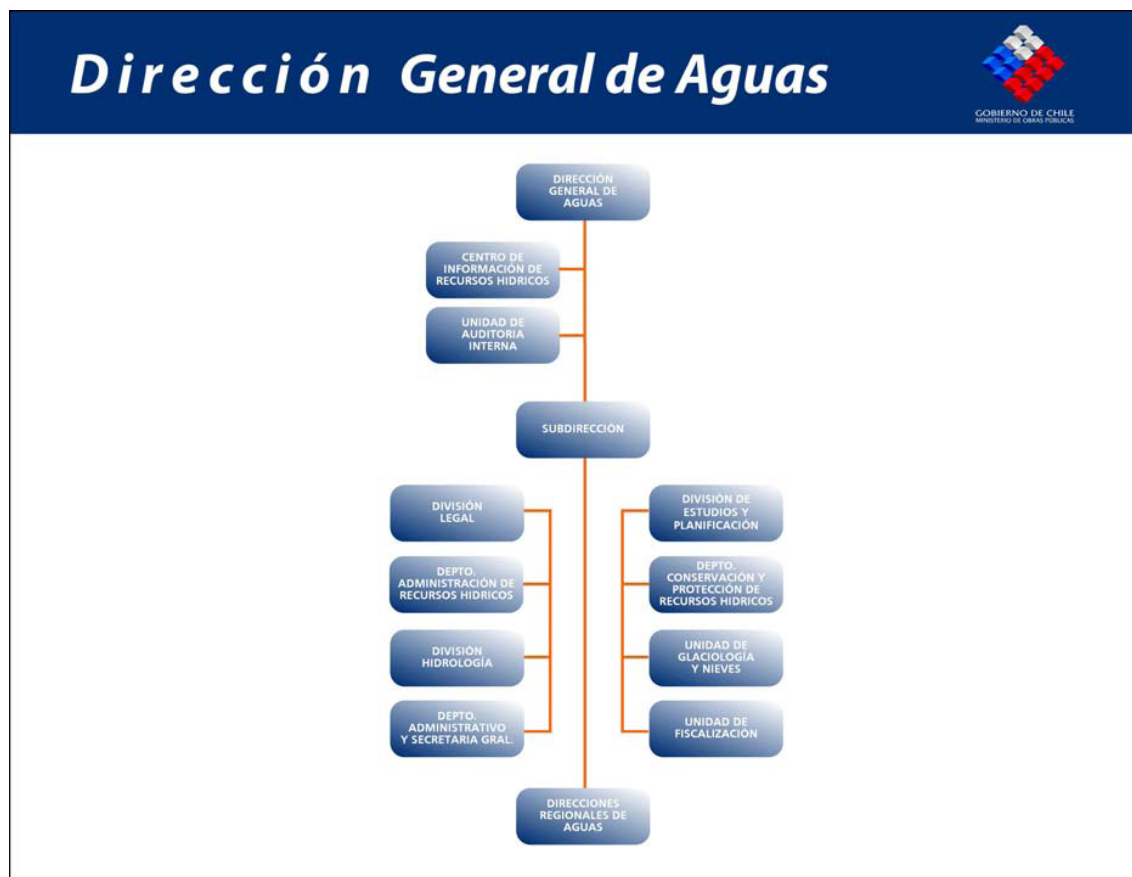 Dirección General de Aguas
GOBIERNO DE CHILE
MINISTERIO DE OBRAS PÚBLICAS
DIRECCIÓN
GENERAL DE
AGUAS
CENTRO DE
INFORMACIÓN DE
RECURSOS HIDRICOS
UNIDAD DE
AUDITORIA
INTERNA
SUBDIRECCIÓN
DIVISIÓN
LEGAL
DEPTO.
ADMINISTRACIÓN DE
RECURSOS HIDRICOS
DIVISIÓN
HIDROLOGÍA
DEPTO.
ADMINISTRATIVO
Y SECRETARIA GRAL.
DIVISIÓN DE
ESTUDIOS Y
PLANIFICACIÓN
DEPTO.
CONSERVACIÓN Y
PROTECCIÓN DE
RECURSOS HIDRICOS
UNIDAD DE
GLACIOLOGÍA
Y NIEVES
UNIDAD DE
FISCALIZACIÓN
DIRECCIONES
REGIONALES DE
AGUAS